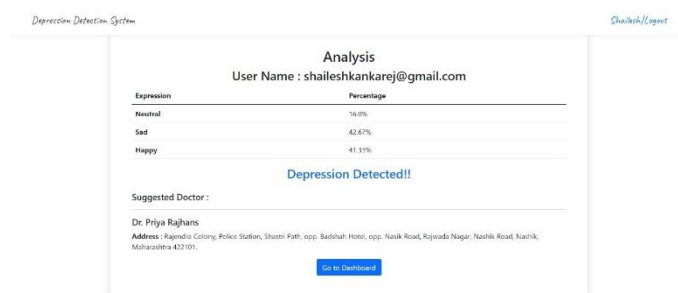 Depression Detection System
Shailesh/Logout
Analysis
User Name : shaileshkankarej@gmail.com
Expression Percentage
Neutral 16.0%
Sad 42.67%
Happy 41.33%
Depression Detected!!
Suggested Doctor :
Dr. Priya Rajhans
Address : Rajendra Colony, Police Station, Shastri Path, opp. Badshah Hotel, opp. Nasik Road, Rajwada Nagar, Nashik Road, Nashik,
Maharashtra 422101.
Go to Dashboard